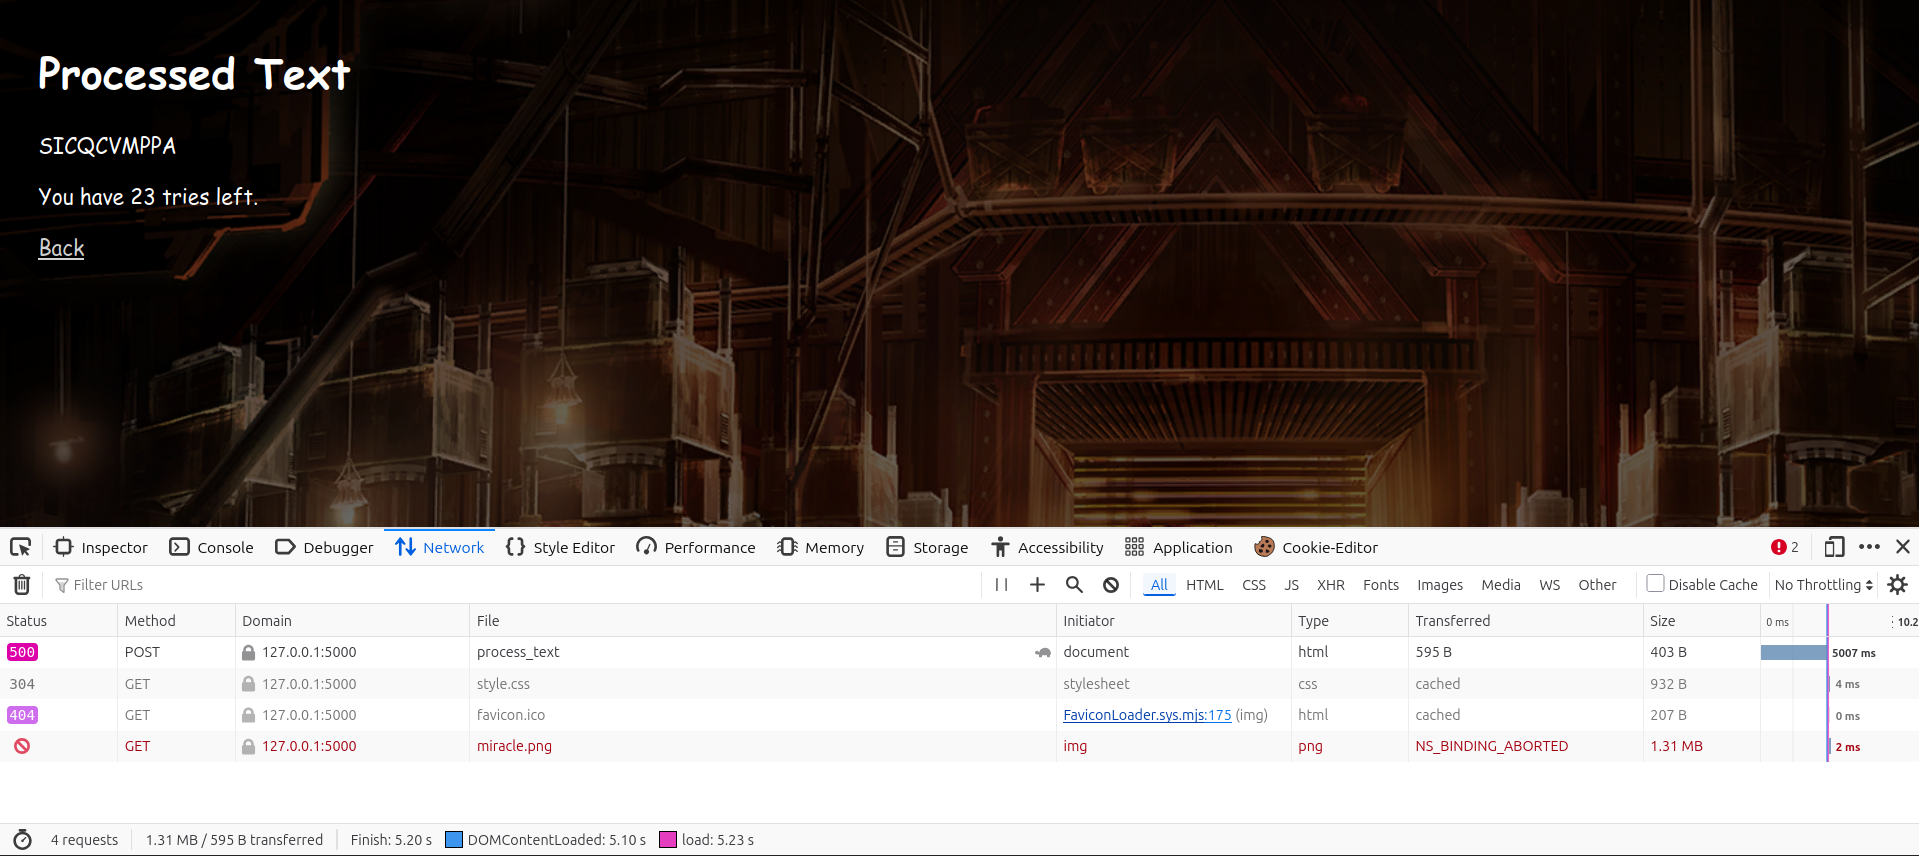 Processed Text
SICQCVMPPA
You have 23 tries left.
Back
Inspector Console Debugger Network Style Editor Performance Memory Storage Accessibility Application Cookie-Editor 2
Filter URLs All HTML CSS JS XHR Fonts Images Media WS Other Disable Cache No Throttling
Status Method Domain File Initiator Type Transferred Size 0 ms 10.2
500 POST 127.0.0.1:5000 process_text document html 595 B 403 B 5007 ms
304 GET 127.0.0.1:5000 style.css stylesheet css cached 932 B 4 ms
404 GET 127.0.0.1:5000 favicon.ico FaviconLoader.sys.mjs:175 (img) html cached 207 B 0 ms
GET 127.0.0.1:5000 miracle.png img png NS_BINDING_ABORTED 1.31 MB 2 ms
4 requests 1.31 MB / 595 B transferred Finish: 5.20 s DOMContentLoaded: 5.10 s load: 5.23 s